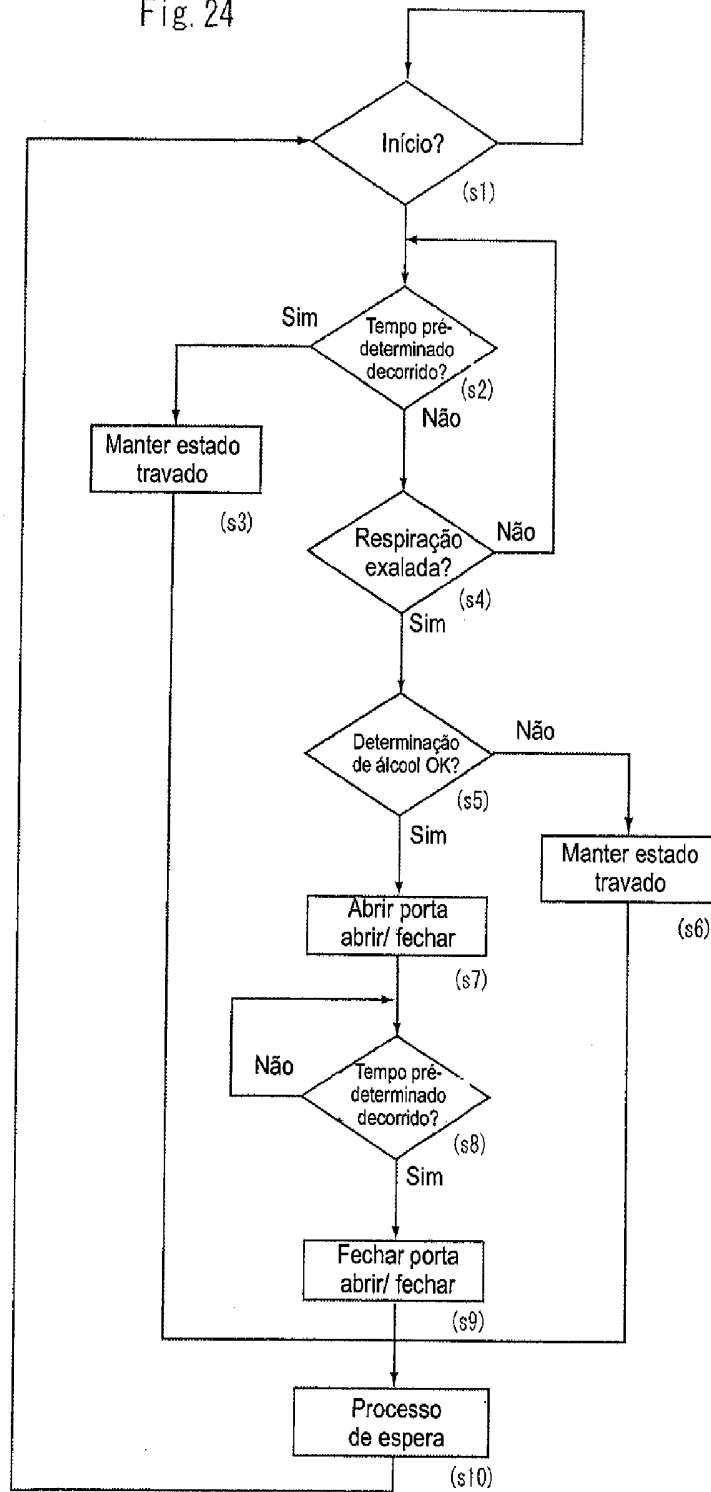 Fig. 24
Início?
(s1)
Sim
Tempo pré-
determinado
decorrido?
(s2)
Não
Manter estado
travado
(s3)
Respiração
exalada?
Não
(s4)
Sim
Determinação
de álcool OK?
Não
(s5)
Sim
Manter estado
travado
(s6)
Abrir porta
abrir/ fechar
(s7)
Não
Tempo pré-
determinado
decorrido?
(s8)
Sim
Fechar porta
abrir/ fechar
(s9)
Processo
de espera
(s10)